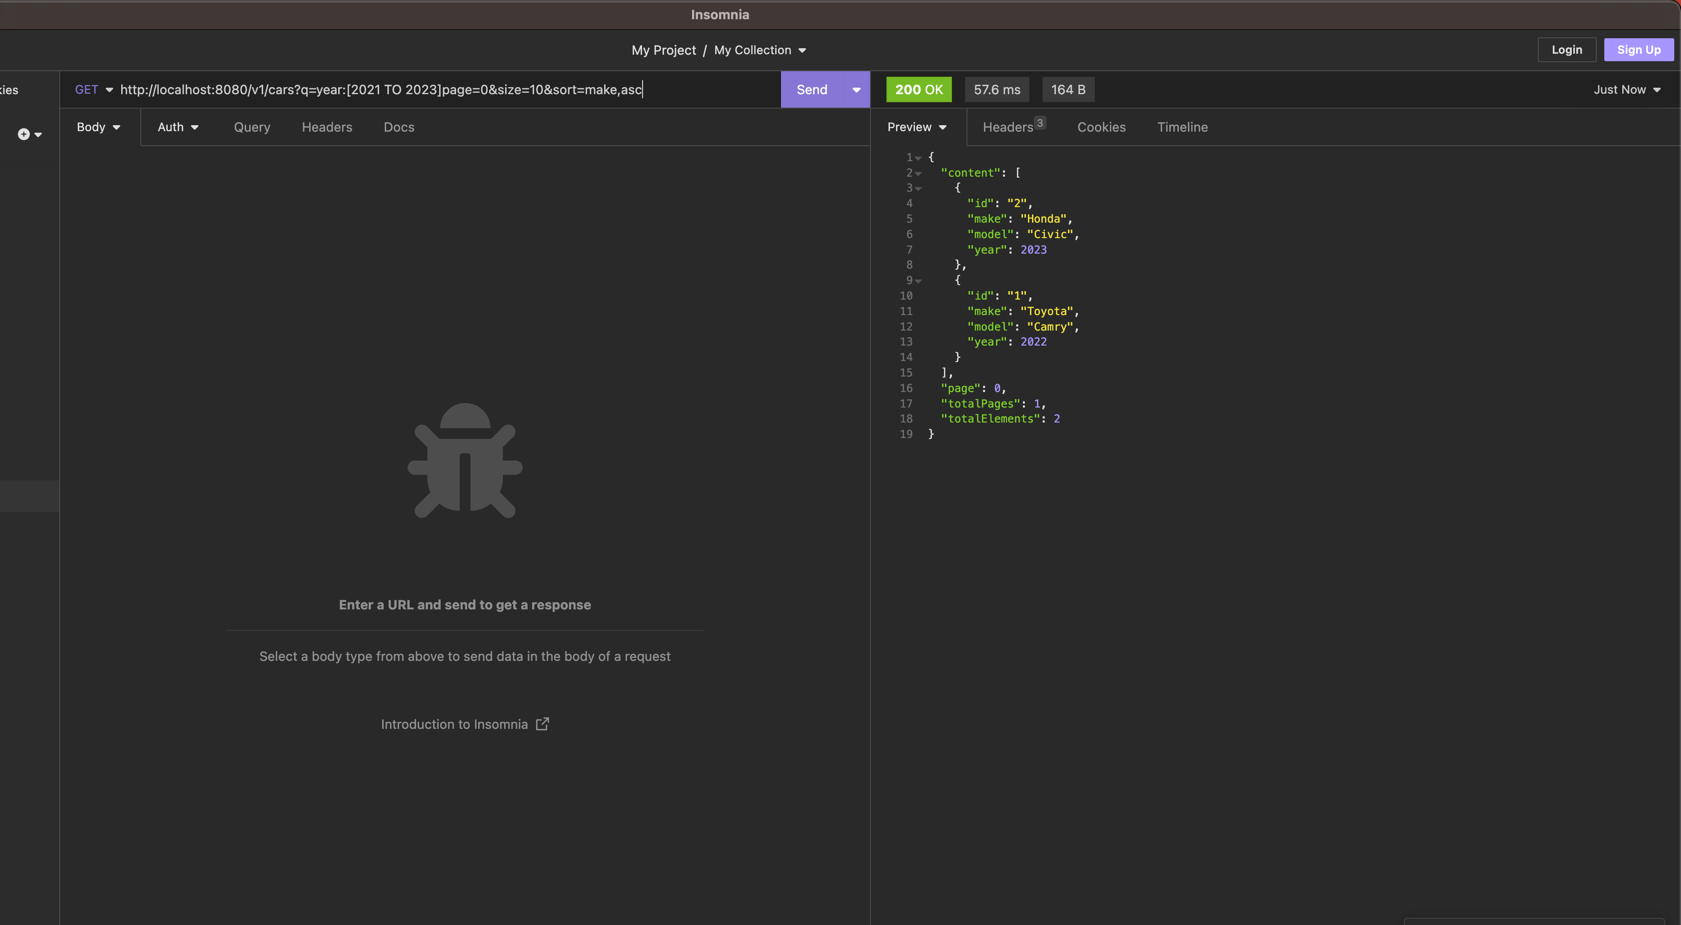 Insomnia
My Project / My Collection
Login
Sign Up
kies
GET http://localhost:8080/v1/cars?q=year:[2021 TO 2023]page=0&size=10&sort=make,asc
Send
200 OK
57.6 ms
164 B
Just Now
Body
Auth
Query
Headers
Docs
Preview
Headers 3
Cookies
Timeline
1 {
2 "content": [
3 {
4 "id": "2",
5 "make": "Honda",
6 "model": "Civic",
7 "year": 2023
8 },
9 {
10 "id": "1",
11 "make": "Toyota",
12 "model": "Camry",
13 "year": 2022
14 }
15 ],
16 "page": 0,
17 "totalPages": 1,
18 "totalElements": 2
19 }
Enter a URL and send to get a response
Select a body type from above to send data in the body of a request
Introduction to Insomnia